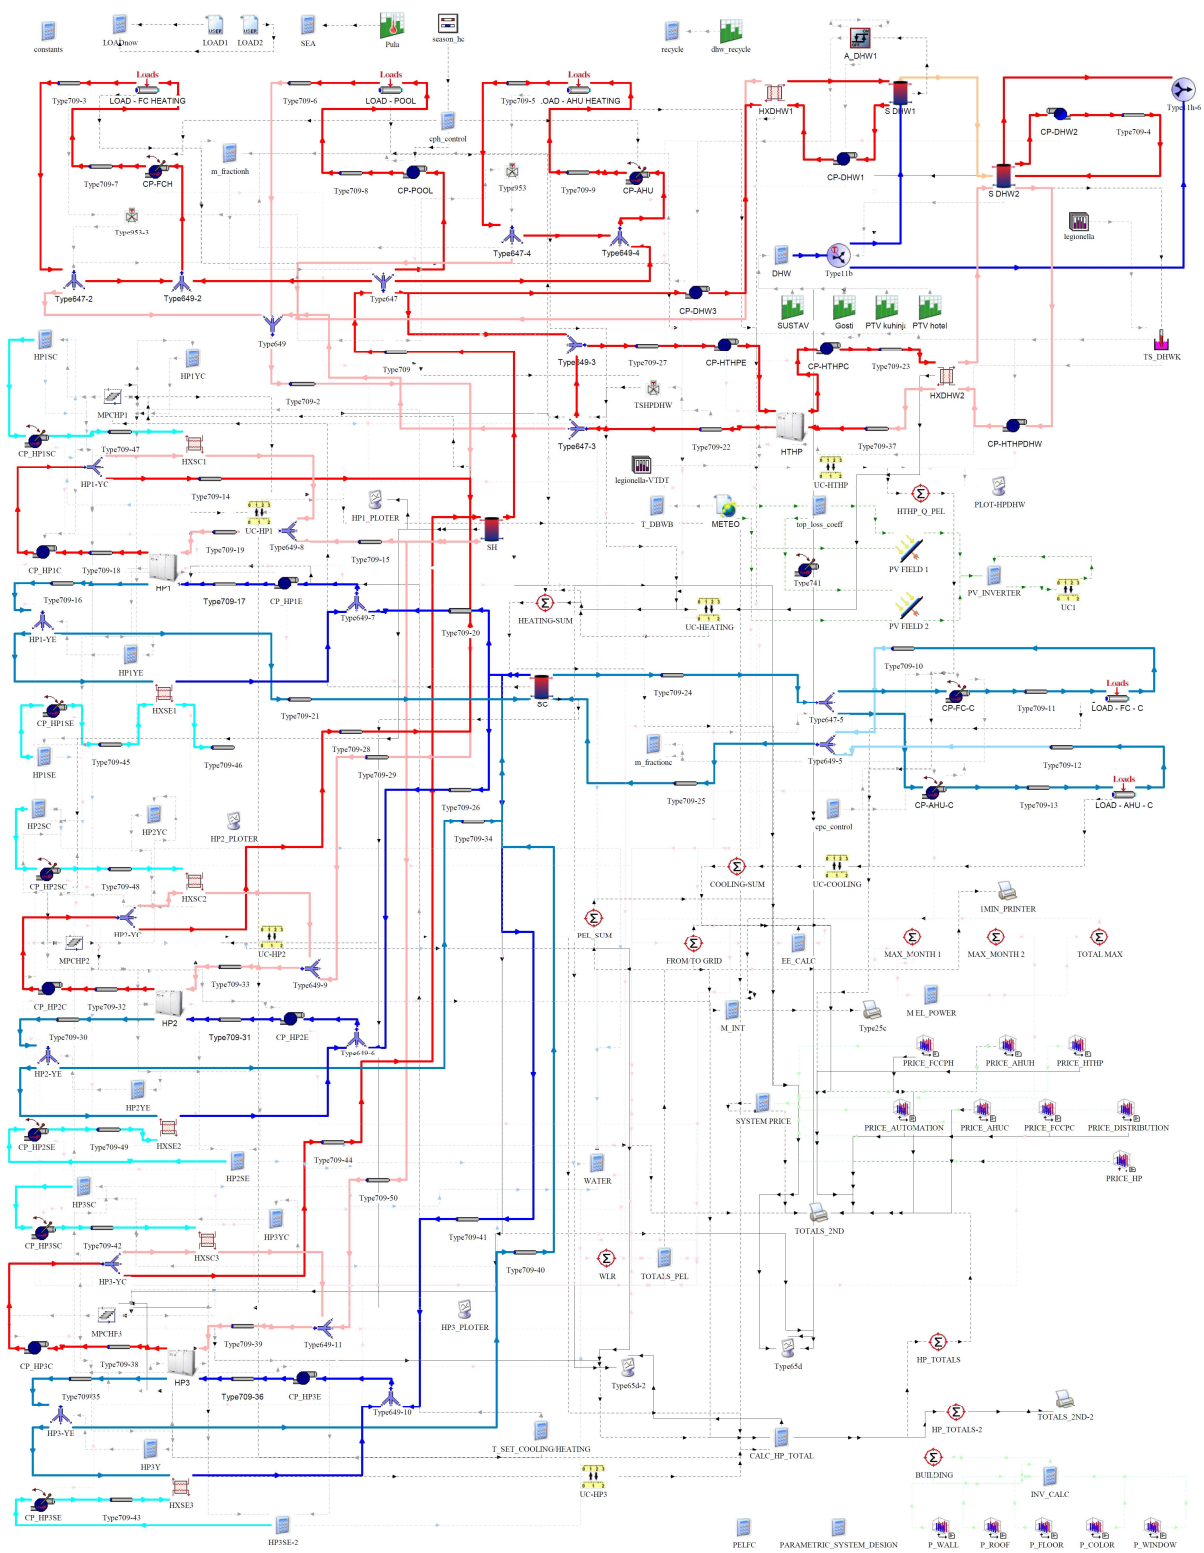 constants
LOADnow
LOAD1
LOAD2
SEA
Pula
season_hc
recycle
dhw_recycle
A_DHW1
Loads
Loads
Loads
Type709-3
LOAD - FC HEATING
Type709-6
LOAD - POOL
Type709-5
.OAD - AHU HEATING
HXDHW1
S DHW1
CP-DHW2
Type709-4
cph_control
m_fractionh
Type709-7
CP-FCH
Type709-8
CP-POOL
Type953
Type709-9
CP-AHU
CP-DHW1
S DHW2
Type953-3
legionella
Type647-4
Type649-4
DHW
Type11b
Type647-2
Type649-2
Type647
CP-DHW3
SUSTAV
Gosti
PTV kuhinj
PTV hotel
Type649
HP1SC
HP1YC
Type709
Type649-3
Type709-27
CP-HTHPE
CP-HTHPC
Type709-23
TS_DHWK
HXDHW2
MPCHP1
Type709-2
TSHPDHW
CP_HP1SC
Type709-47
HXSC1
Type647-3
Type709-22
HTHP
Type709-37
CP-HTHPDHW
HP1-YC
Type709-14
legionella-VTDT
UC-HTHP
HTHP_Q_PEL
PLOT-HPDHW
UC-HP1
HP1_PLOTER
T_DBWB
METEO
top_loss_coeff
Type709-19
Type649-8
Type709-15
SH
CP_HP1C
Type709-18
HP1
PV FIELD 1
Type741
PV_INVERTER
UC1
Type709-16
Type709-17
CP_HP1E
Type649-7
Type709-20
HEATING-SUM
UC-HEATING
PV FIELD 2
HP1-YE
HP1YE
Type709-10
Type709-24
Loads
CP_HP1SE
HXSE1
Type709-21
SC
Type647-5
CP-FC-C
Type709-11
LOAD - FC - C
Type709-28
Type709-45
Type709-46
m_fractionc
Type649-5
Type709-12
HP1SE
Type709-29
Loads
Type709-26
Type709-25
CP-AHU-C
Type709-13
LOAD - AHU - C
HP2SC
HP2YC
HP2_PLOTER
Type709-34
cpc_control
CP_HP2SC
Type709-48
HXSC2
COOLING-SUM
UC-COOLING
1MIN_PRINTER
HP2-YC
PEL_SUM
MPCHP2
UC-HP2
FROM/TO GRID
EE_CALC
MAX_MONTH 1
MAX_MONTH 2
TOTAL MAX
Type709-33
Type649-9
CP_HP2C
Type709-32
HP2
M_INT
Type25c
M EL_POWER
Type709-30
Type709-31
CP_HP2E
Type649-6
HP2-YE
PRICE_FCCPH
PRICE_AHUH
PRICE_HTHP
HP2YE
SYSTEM PRICE
PRICE_AUTOMATION
PRICE_AHUC
PRICE_FCCPC
PRICE_DISTRIBUTION
CP_HP2SE
Type709-49
HXSE2
Type709-44
HP2SE
WATER
PRICE_HP
HP3SC
Type709-50
HP3YC
TOTALS_2ND
CP_HP3SC
Type709-42
HXSC3
Type709-41
Type709-40
HP3-YC
WLR
TOTALS_PEL
MPCHP3
HP3_PLOTER
Type709-39
Type649-11
CP_HP3C
Type709-38
HP3
Type65d
HP_TOTALS
Type65d-2
Type709-35
Type709-36
CP_HP3E
Type649-10
HP3-YE
TOTALS_2ND-2
HP_TOTALS-2
T_SET_COOLING/HEATING
CALC_HP_TOTAL
HP3Y
BUILDING
HXSE3
UC-HP3
INV_CALC
CP_HP3SE
Type709-43
HP3SE-2
PELFC
PARAMETRIC_SYSTEM_DESIGN
P_WALL
P_ROOF
P_FLOOR
P_COLOR
P_WINDOW